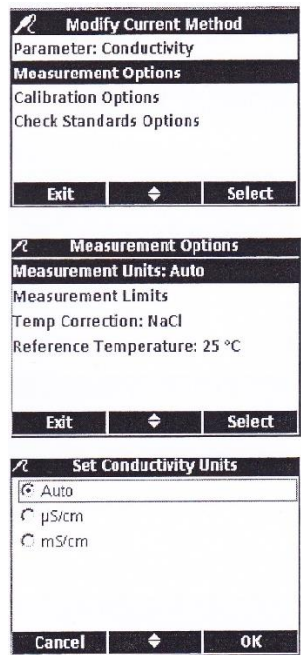 Modify Current Method
Parameter: Conductivity
Measurement Options
Calibration Options
Check Standards Options
Exit Select
Measurement Options
Measurement Units: Auto
Measurement Limits
Temp Correction: NaCl
Reference Temperature: 25 °C
Exit Select
Set Conductivity Units
Auto
µS/cm
mS/cm
Cancel OK